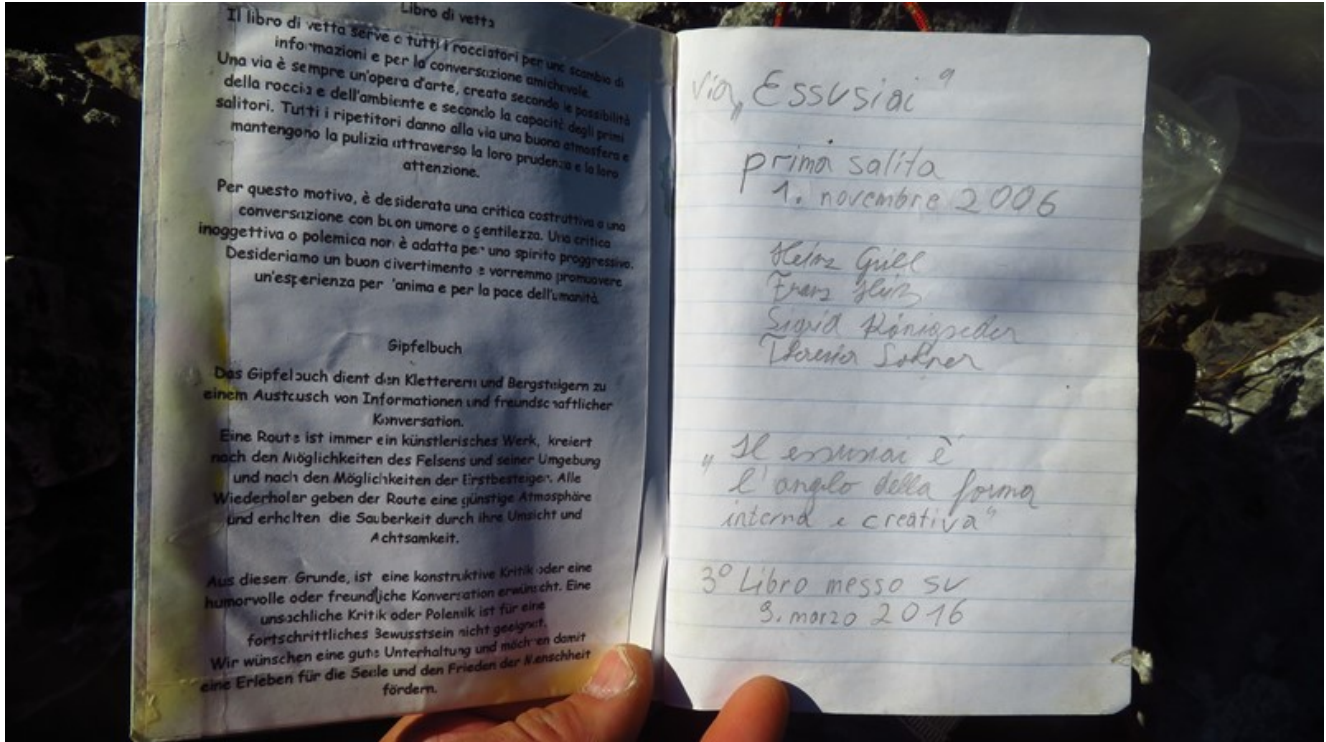 Libro di vetta
Il libro di vetta serve a tutti i rocciatori per uno scambio di
informazioni e per la conversazione amichevole.
Una via è sempre un'opera d'arte, creata secondo le possibilità
della roccia e dell'ambiente e secondo la capacità degli primi
salitori. Tutti i ripetitori danno alla via una buona atmosfera e
mantengono la pulizia attraverso la loro prudenza e la loro
attenzione.
Per questo motivo, è desiderata una critica costruttiva o una
conversazione con buon umore o gentilezza. Una critica
inoggettiva o polemica non è adatta per uno spirito proggressivo.
Desideriamo un buon divertimento e vorremmo promuovere
un'esperienza per l'anima e per la pace dell'umanità.
Gipfelbuch
Das Gipfelbuch dient den Kletterern und Bergsteigern zu
einem Austausch von Informationen und freundschaftlicher
Konversation.
Eine Route ist immer ein künstlerisches Werk, kreiert
nach den Möglichkeiten des Felsens und seiner Umgebung
und nach den Möglichkeiten der Erstbesteiger. Alle
Wiederholer geben der Route eine günstige Atmosphäre
und erhalten die Sauberkeit durch ihre Umsicht und
Achtsamkeit.
Aus diesem Grunde, ist eine konstruktive Kritik oder eine
humorvolle oder freundliche Konversation erwünscht. Eine
unsachliche Kritik oder Polemik ist für eine
fortschrittliches Bewusstsein nicht geeignet.
Wir wünschen eine gute Unterhaltung und möchten damit
eine Erleben für die Seele und den Frieden der Menschheit
fördern.
via „Essusiai"
prima salita
1. novembre 2006
Heinz Grill
Franz Heiß
Sigrid Königseder
Theresia Sokner
„Il essusiai è
l'angelo della forma
interna e creativa"
3° Libro messo su
9. marzo 2016